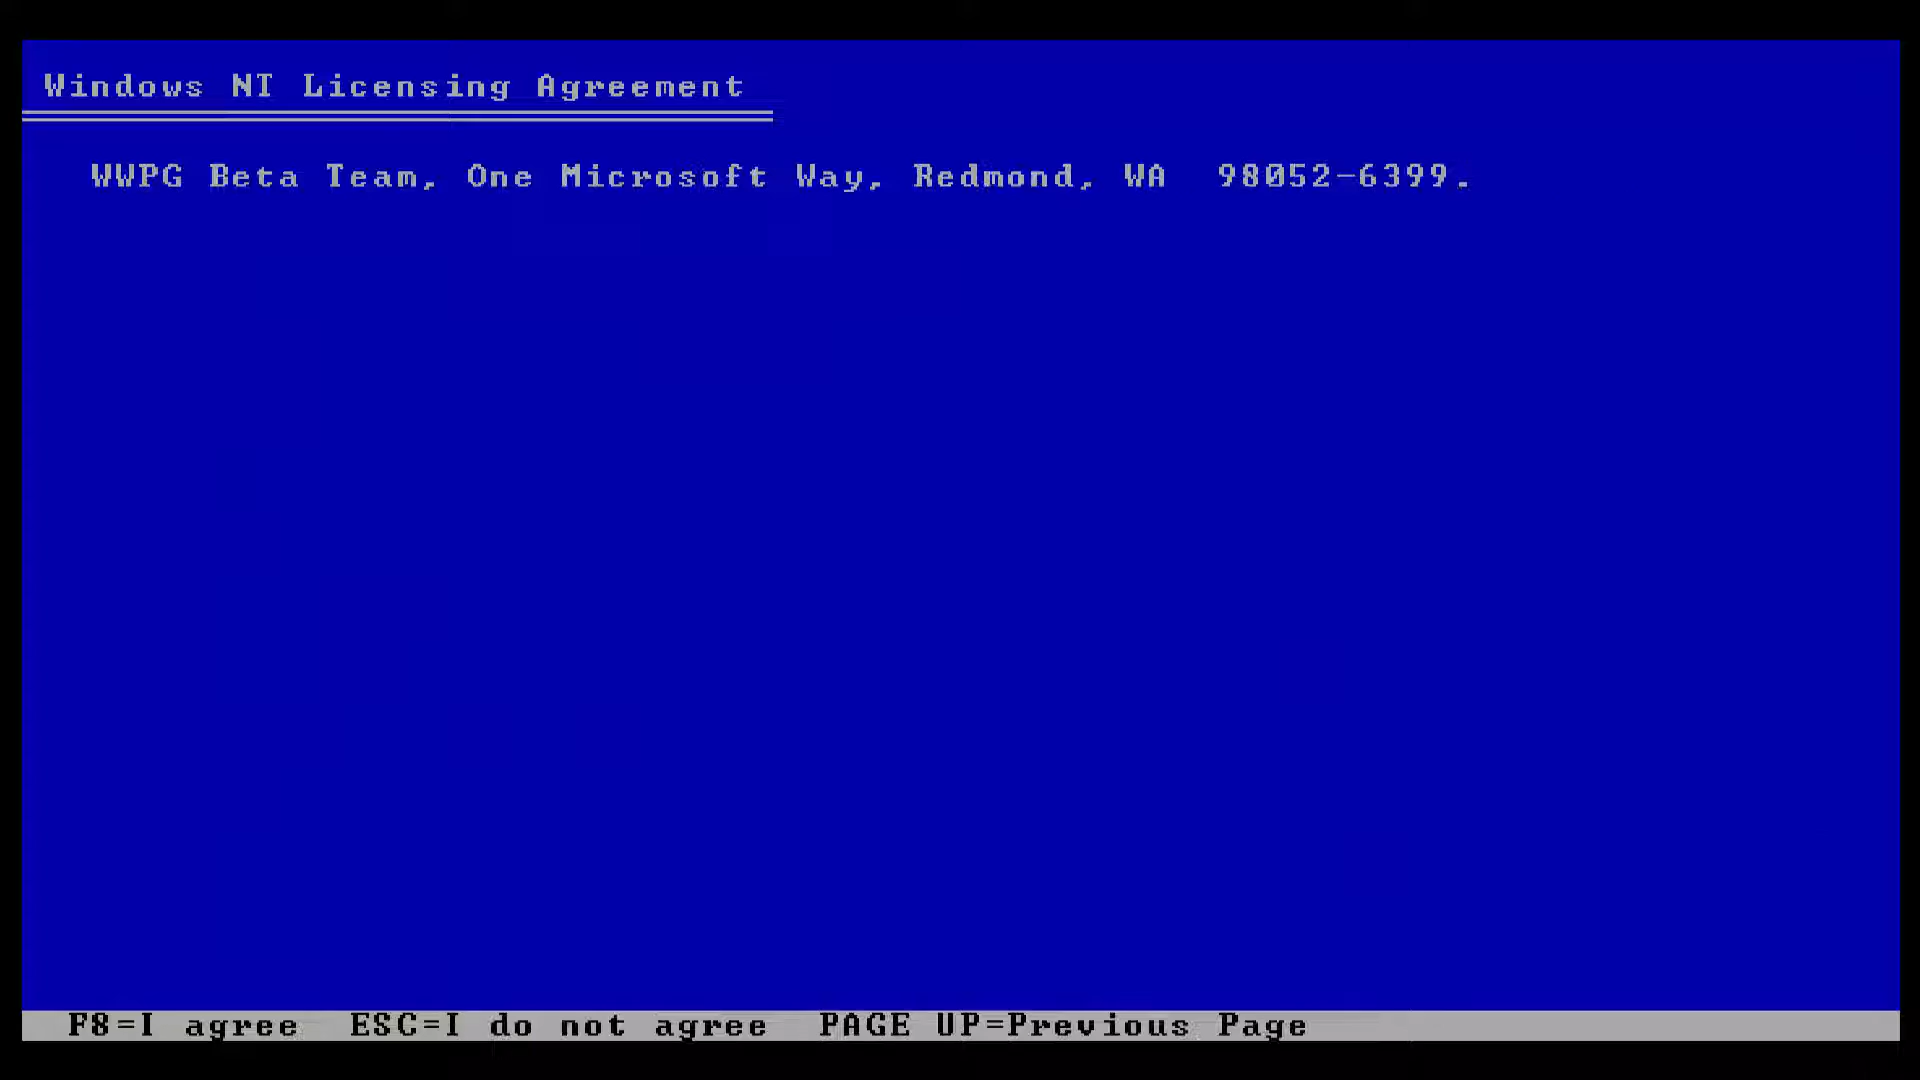 Windows NT Licensing Agreement
WWPG Beta Team, One Microsoft Way, Redmond, WA  98052-6399.
F8=I agree  ESC=I do not agree  PAGE UP=Previous Page